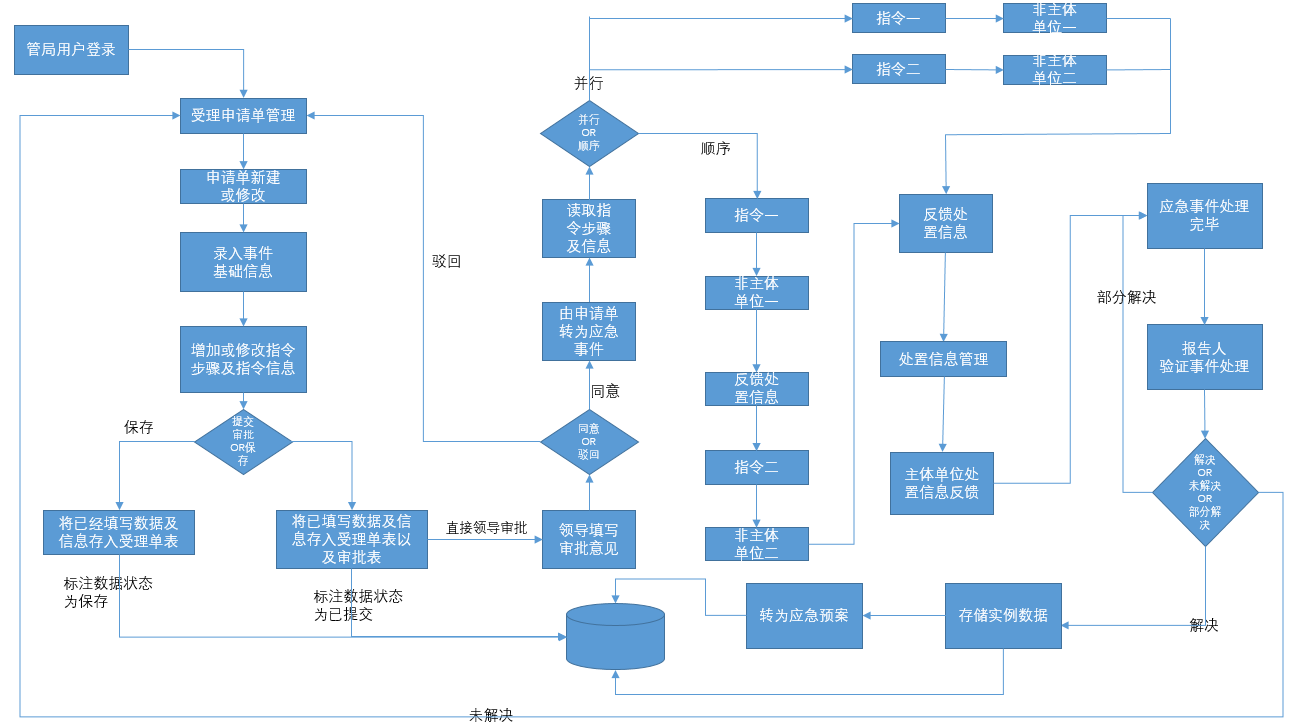 管局用户登录
受理申请单管理
申请单新建
或修改
录入事件
基础信息
增加或修改指令
步骤及指令信息
提交
审批
OR保
存
保存
将已经填写数据及
信息存入受理单表
将已填写数据及信
息存入受理单表以
及审批表
标注数据状态
为保存
标注数据状态
为已提交
直接领导审批
领导填写
审批意见
同意
OR
驳回
驳回
同意
由申请单
转为应急
事件
读取指
令步骤
及信息
并行
OR
顺序
并行
顺序
指令一
非主体
单位一
指令二
非主体
单位二
指令一
非主体
单位一
反馈处
置信息
指令二
非主体
单位二
反馈处
置信息
处置信息管理
主体单位处
置信息反馈
应急事件处理
完毕
部分解决
报告人
验证事件处理
解决
OR
未解决
OR
部分解
决
解决
存储实例数据
转为应急预案
未解决